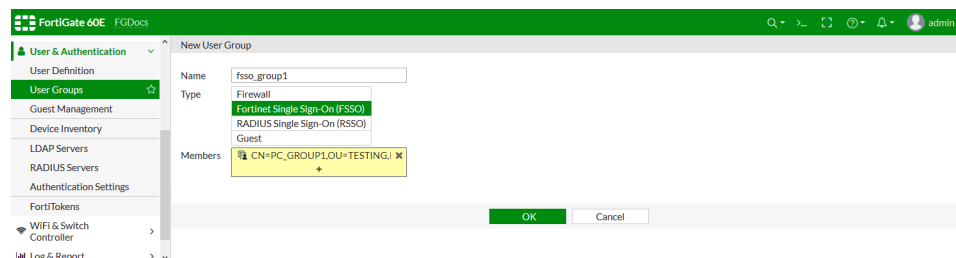 FortiGate 60E FGDocs
admin
User & Authentication
User Definition
User Groups
Guest Management
Device Inventory
LDAP Servers
RADIUS Servers
Authentication Settings
FortiTokens
WiFi & Switch
Controller
Log & Report
New User Group
Name fsso_group1
Type Firewall
Fortinet Single Sign-On (FSSO)
RADIUS Single Sign-On (RSSO)
Guest
Members CN=PC_GROUP1,OU=TESTING,
+
OK Cancel